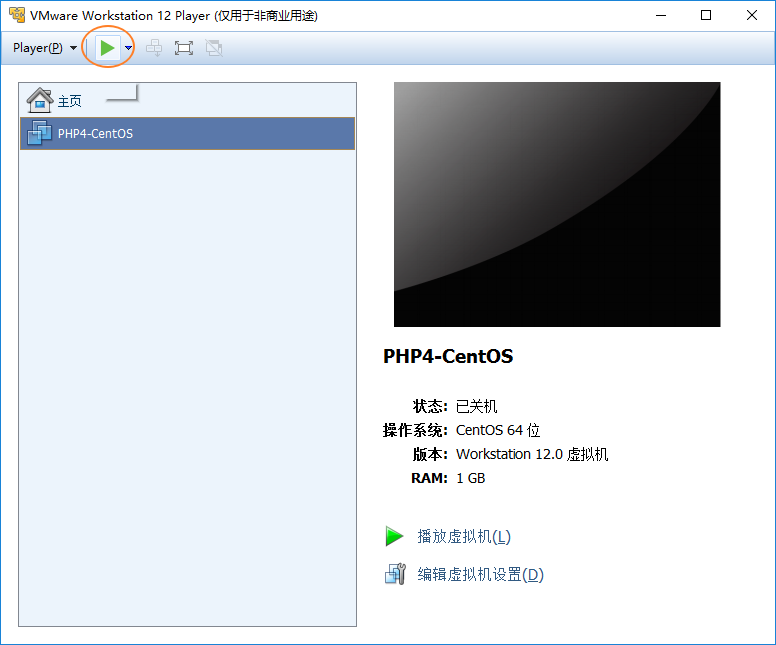 VMware Workstation 12 Player (仅用于非商业用途)
Player(P)
主页
PHP4-CentOS
PHP4-CentOS
状态: 已关机
操作系统: CentOS 64 位
版本: Workstation 12.0 虚拟机
RAM: 1 GB
播放虚拟机(L)
编辑虚拟机设置(D)